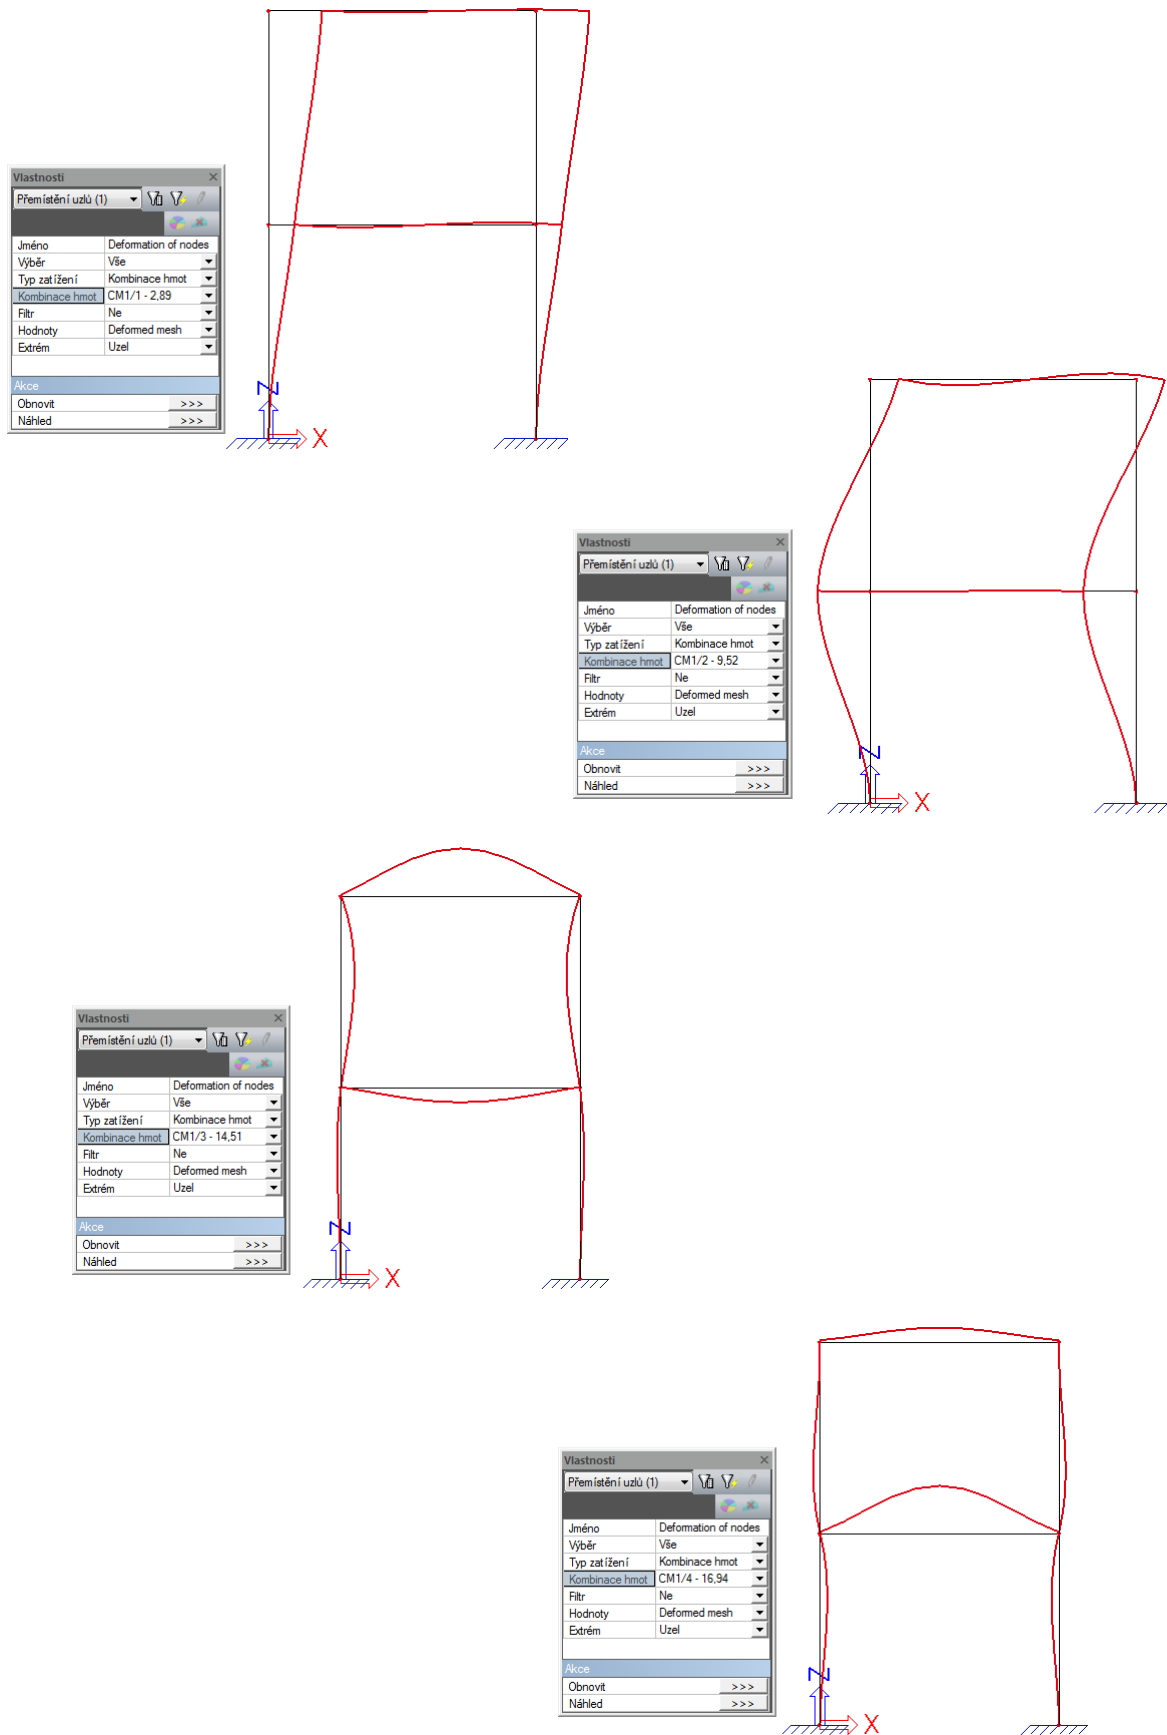 Vlastnosti
Přemístění uzlů (1)
Jméno Deformation of nodes
Výběr Vše
Typ zatížení Kombinace hmot
Kombinace hmot CM1/1 - 2,89
Filtr Ne
Hodnoty Deformed mesh
Extrém Uzel
Akce
Obnovit >>>
Náhled >>>
Z
X
Vlastnosti
Přemístění uzlů (1)
Jméno Deformation of nodes
Výběr Vše
Typ zatížení Kombinace hmot
Kombinace hmot CM1/2 - 9,52
Filtr Ne
Hodnoty Deformed mesh
Extrém Uzel
Akce
Obnovit >>>
Náhled >>>
Z
X
Vlastnosti
Přemístění uzlů (1)
Jméno Deformation of nodes
Výběr Vše
Typ zatížení Kombinace hmot
Kombinace hmot CM1/3 - 14,51
Filtr Ne
Hodnoty Deformed mesh
Extrém Uzel
Akce
Obnovit >>>
Náhled >>>
Z
X
Vlastnosti
Přemístění uzlů (1)
Jméno Deformation of nodes
Výběr Vše
Typ zatížení Kombinace hmot
Kombinace hmot CM1/4 - 16,94
Filtr Ne
Hodnoty Deformed mesh
Extrém Uzel
Akce
Obnovit >>>
Náhled >>>
Z
X